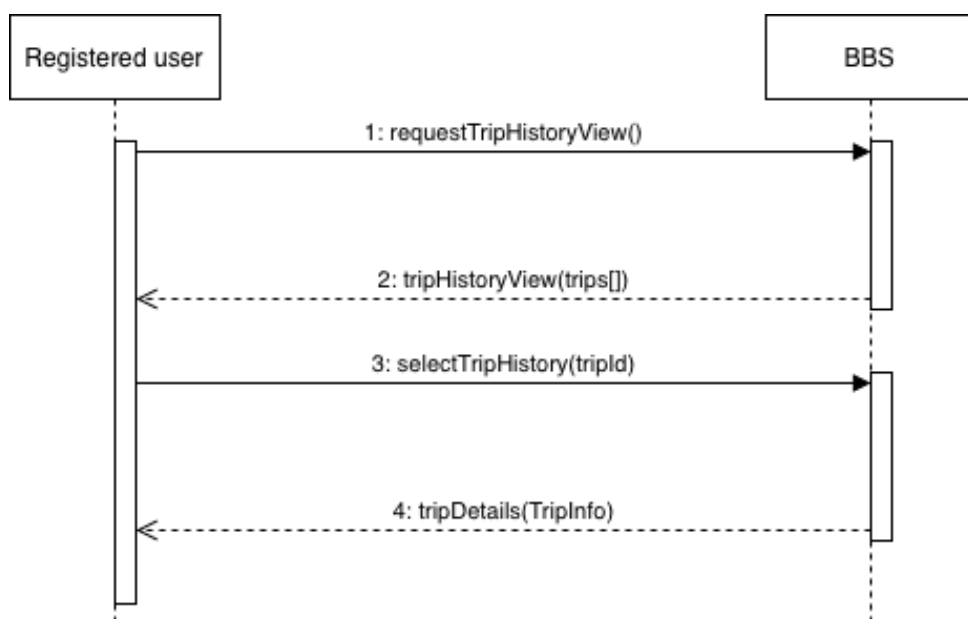 Registered user
BBS
1: requestTripHistoryView()
2: tripHistoryView(trips[])
3: selectTripHistory(tripId)
4: tripDetails(TripInfo)